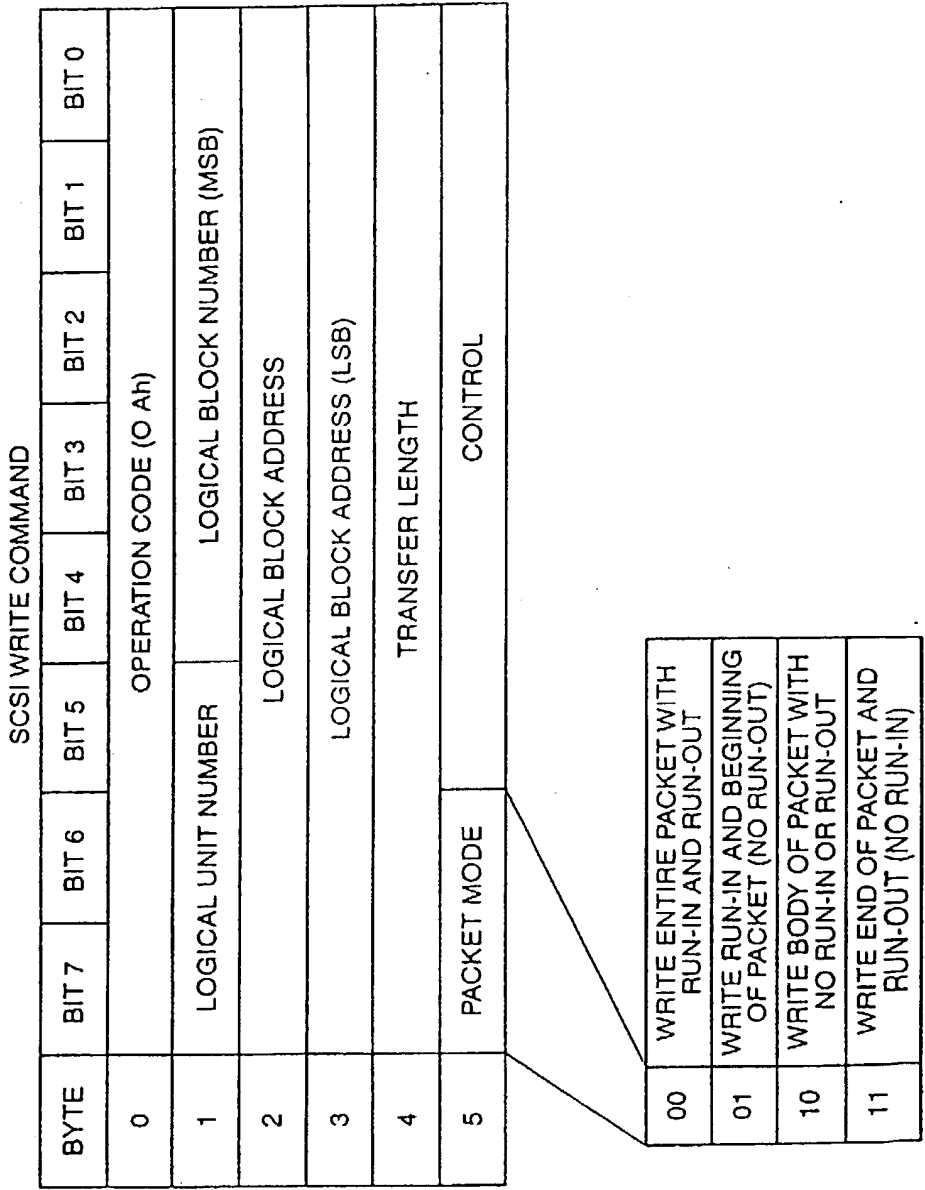 SCSI WRITE COMMAND
BYTE BIT 7 BIT 6 BIT 5 BIT 4 BIT 3 BIT 2 BIT 1 BIT 0
0 OPERATION CODE (O Ah)
1 LOGICAL UNIT NUMBER LOGICAL BLOCK NUMBER (MSB)
2 LOGICAL BLOCK ADDRESS
3 LOGICAL BLOCK ADDRESS (LSB)
4 TRANSFER LENGTH
5 PACKET MODE CONTROL
00 WRITE ENTIRE PACKET WITH
RUN-IN AND RUN-OUT
01 WRITE RUN-IN AND BEGINNING
OF PACKET (NO RUN-OUT)
10 WRITE BODY OF PACKET WITH
NO RUN-IN OR RUN-OUT
11 WRITE END OF PACKET AND
RUN-OUT (NO RUN-IN)